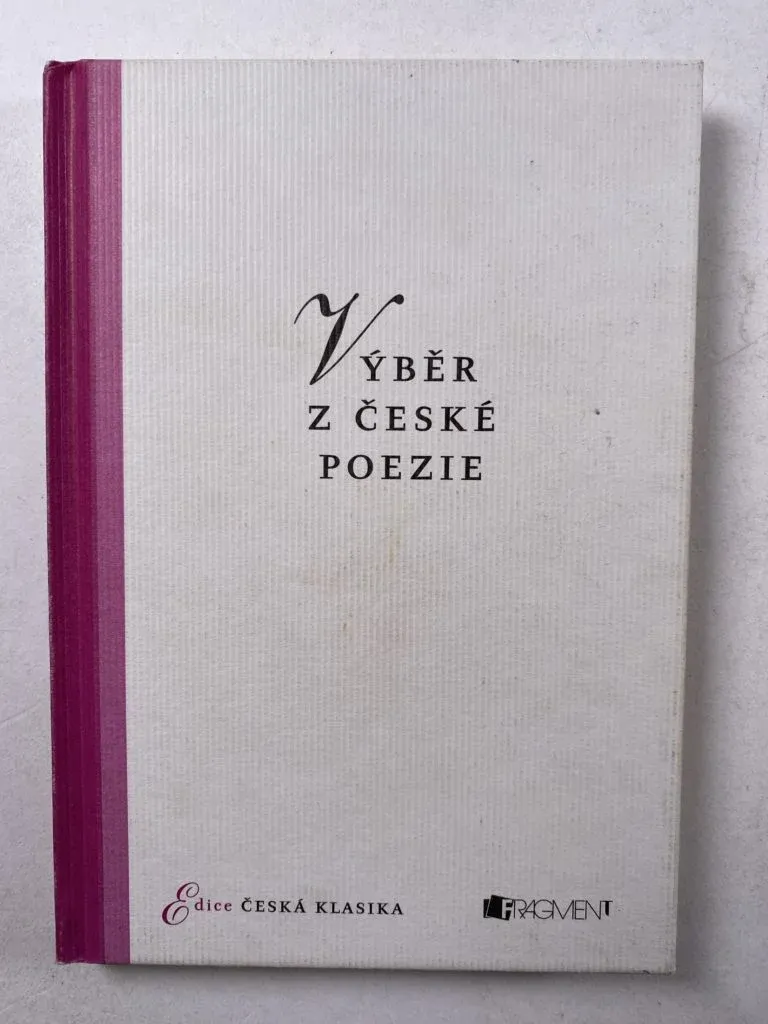 VÝBĚR
Z ČESKÉ
POEZIE
Edice ČESKÁ KLASIKA
FRAGMENT